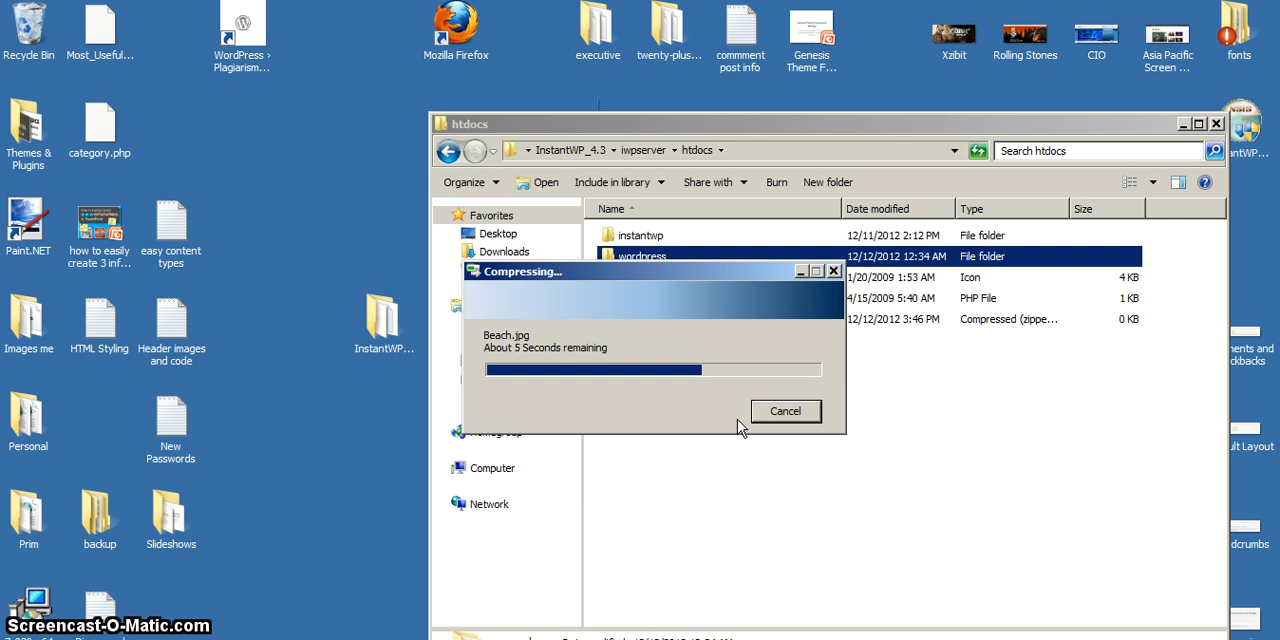 Recycle Bin
Most_Useful...
WordPress ›
Plagiarism...
Mozilla Firefox
executive
twenty-plus...
commment
post info
Genesis
Theme F...
Xzibit
Rolling Stones
CIO
Asia Pacific
Screen ...
fonts
Themes &
Plugins
category.php
Paint.NET
how to easily
create 3 inf...
easy content
types
Images me
HTML Styling
Header images
and code
InstantWP...
Personal
New
Passwords
Prim
backup
Slideshows
htdocs
InstantWP_4.3
iwpserver
htdocs
Search htdocs
Organize
Open
Include in library
Share with
Burn
New folder
Favorites
Desktop
Downloads
Computer
Network
Name
Date modified
Type
Size
instantwp
12/11/2012 2:12 PM
File folder
wordpress
12/12/2012 12:34 AM
File folder
1/20/2009 1:53 AM
Icon
4 KB
4/15/2009 5:40 AM
PHP File
1 KB
12/12/2012 3:46 PM
Compressed (zippe...
0 KB
Compressing...
Beach.jpg
About 5 Seconds remaining
Cancel
antWP...
ents and
ckbacks
ult Layout
dcrumbs
Screencast-O-Matic.com